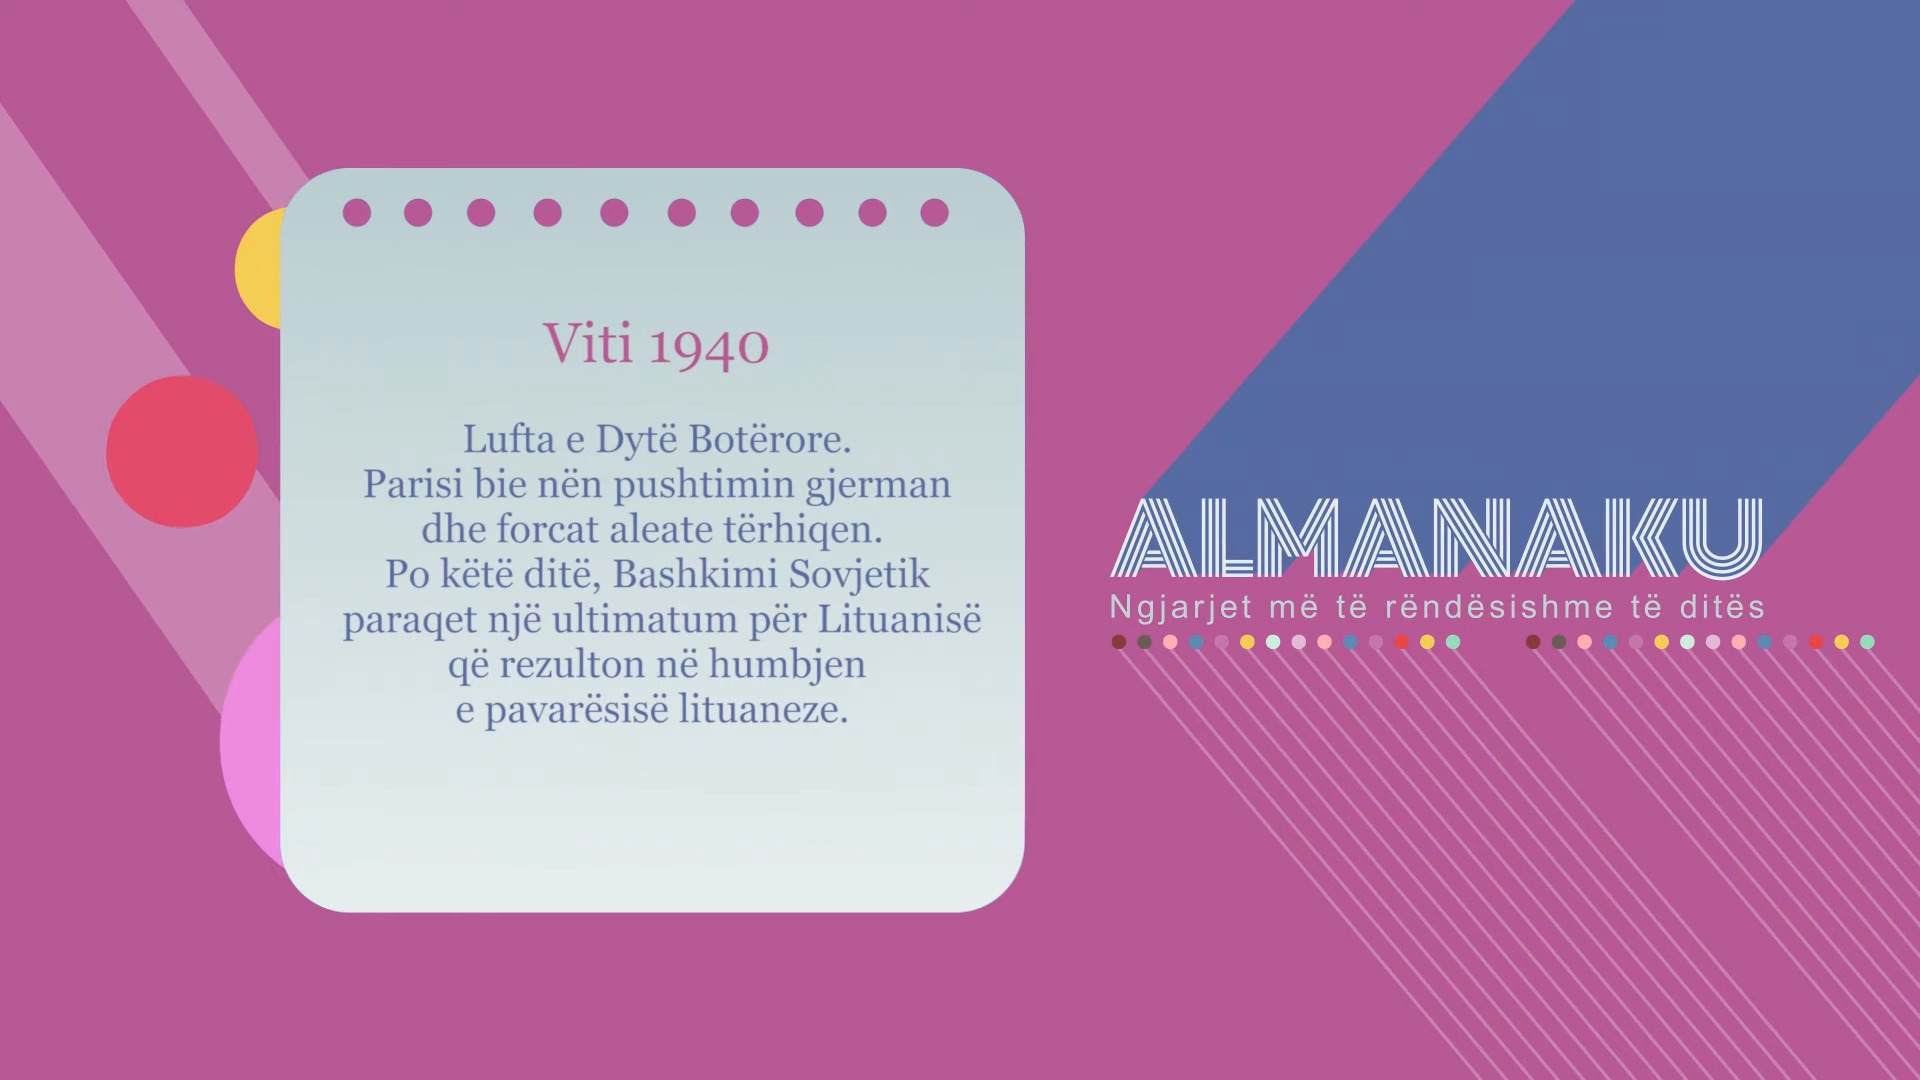 Viti 1940
Lufta e Dytë Botërore.
Parisi bie nën pushtimin gjerman
dhe forcat aleate tërhiqen.
Po këtë ditë, Bashkimi Sovjetik
paraqet një ultimatum për Lituanisë
që rezulton në humbjen
e pavarësisë lituaneze.
ALMANAKU
Ngjarjet më të rëndësishme të ditës